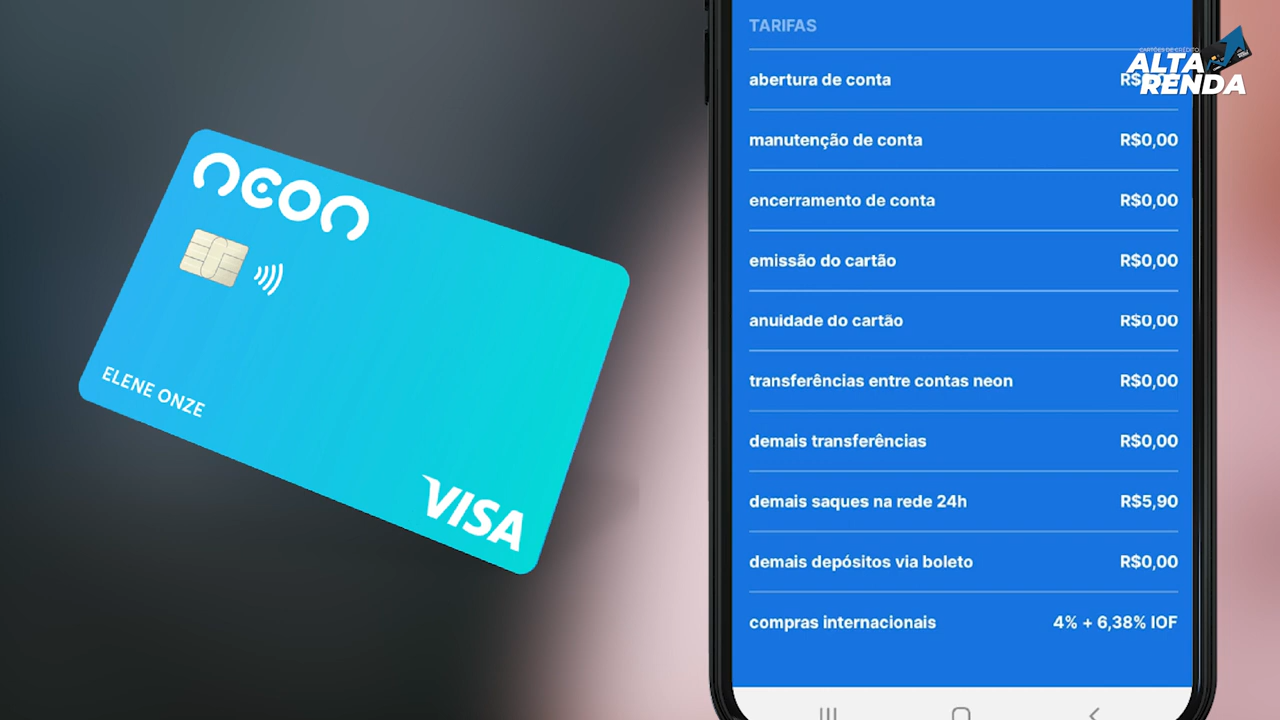 neon
ELENE ONZE
VISA
TARIFAS
abertura de conta
manutenção de conta R$0,00
encerramento de conta R$0,00
emissão do cartão R$0,00
anuidade do cartão R$0,00
transferências entre contas neon R$0,00
demais transferências R$0,00
demais saques na rede 24h R$5,90
demais depósitos via boleto R$0,00
compras internacionais 4% + 6,38% IOF
CARTÕES DE CRÉDITO
ALTA
RENDA